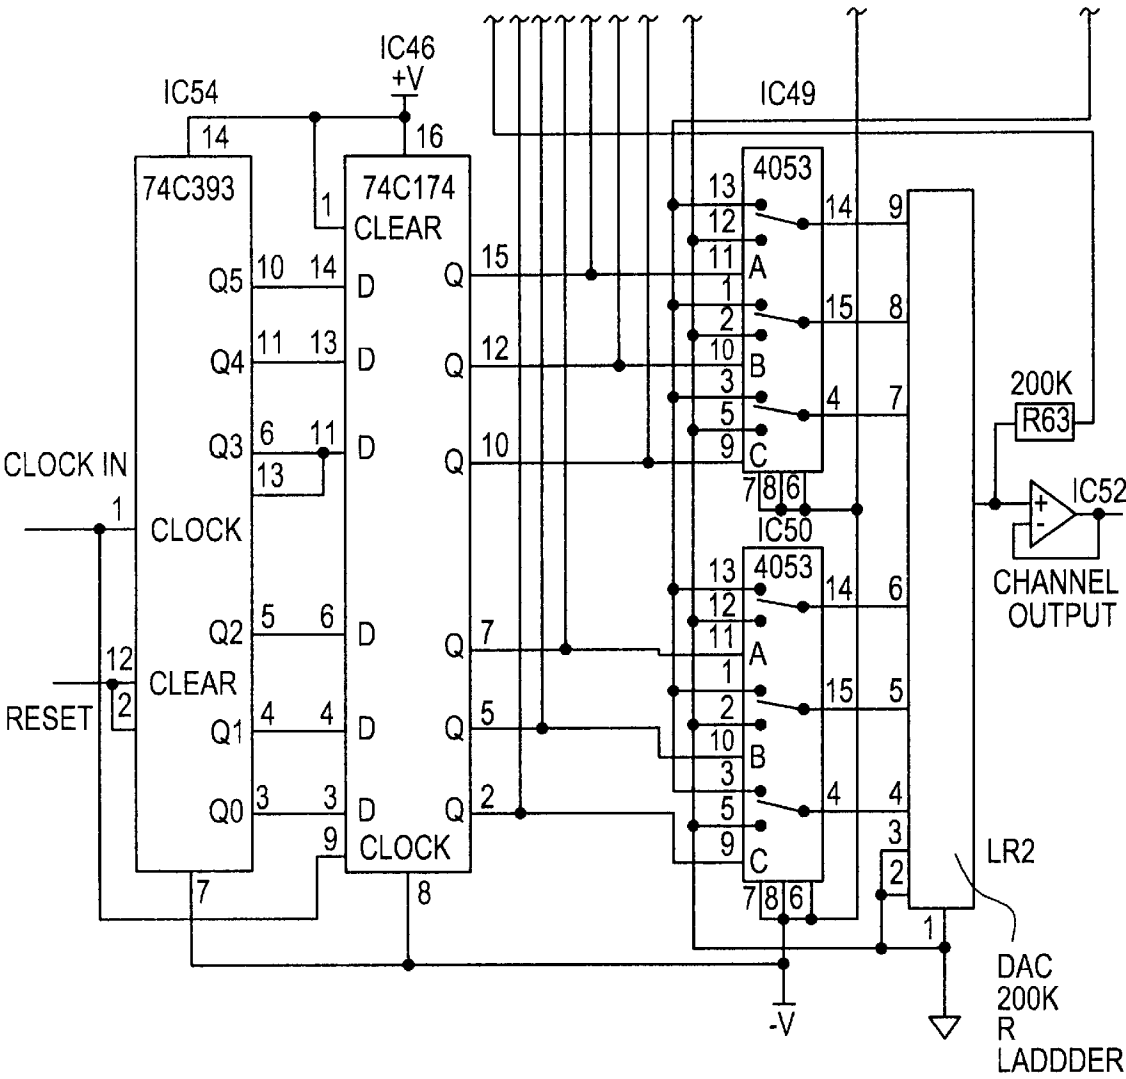 IC46
+V
IC54
IC49
14
16
74C393
74C174
4053
1
CLEAR
13
12
11
A
14
9
Q5
10
14
D
Q
15
1
2
10
B
15
8
Q4
11
13
D
Q
12
3
5
9
C
4
7
200K
R63
Q3
6
11
D
Q
10
13
CLOCK IN
1
CLOCK
7
8
6
IC50
+
-
IC52
CHANNEL
OUTPUT
4053
13
12
11
A
14
6
Q2
5
6
D
Q
7
12
CLEAR
RESET
2
1
2
10
B
15
5
Q1
4
4
D
Q
5
3
5
9
C
4
4
Q0
3
3
D
Q
2
9
CLOCK
3
2
LR2
7
8
7
8
6
1
-V
DAC
200K
R
LADDDER